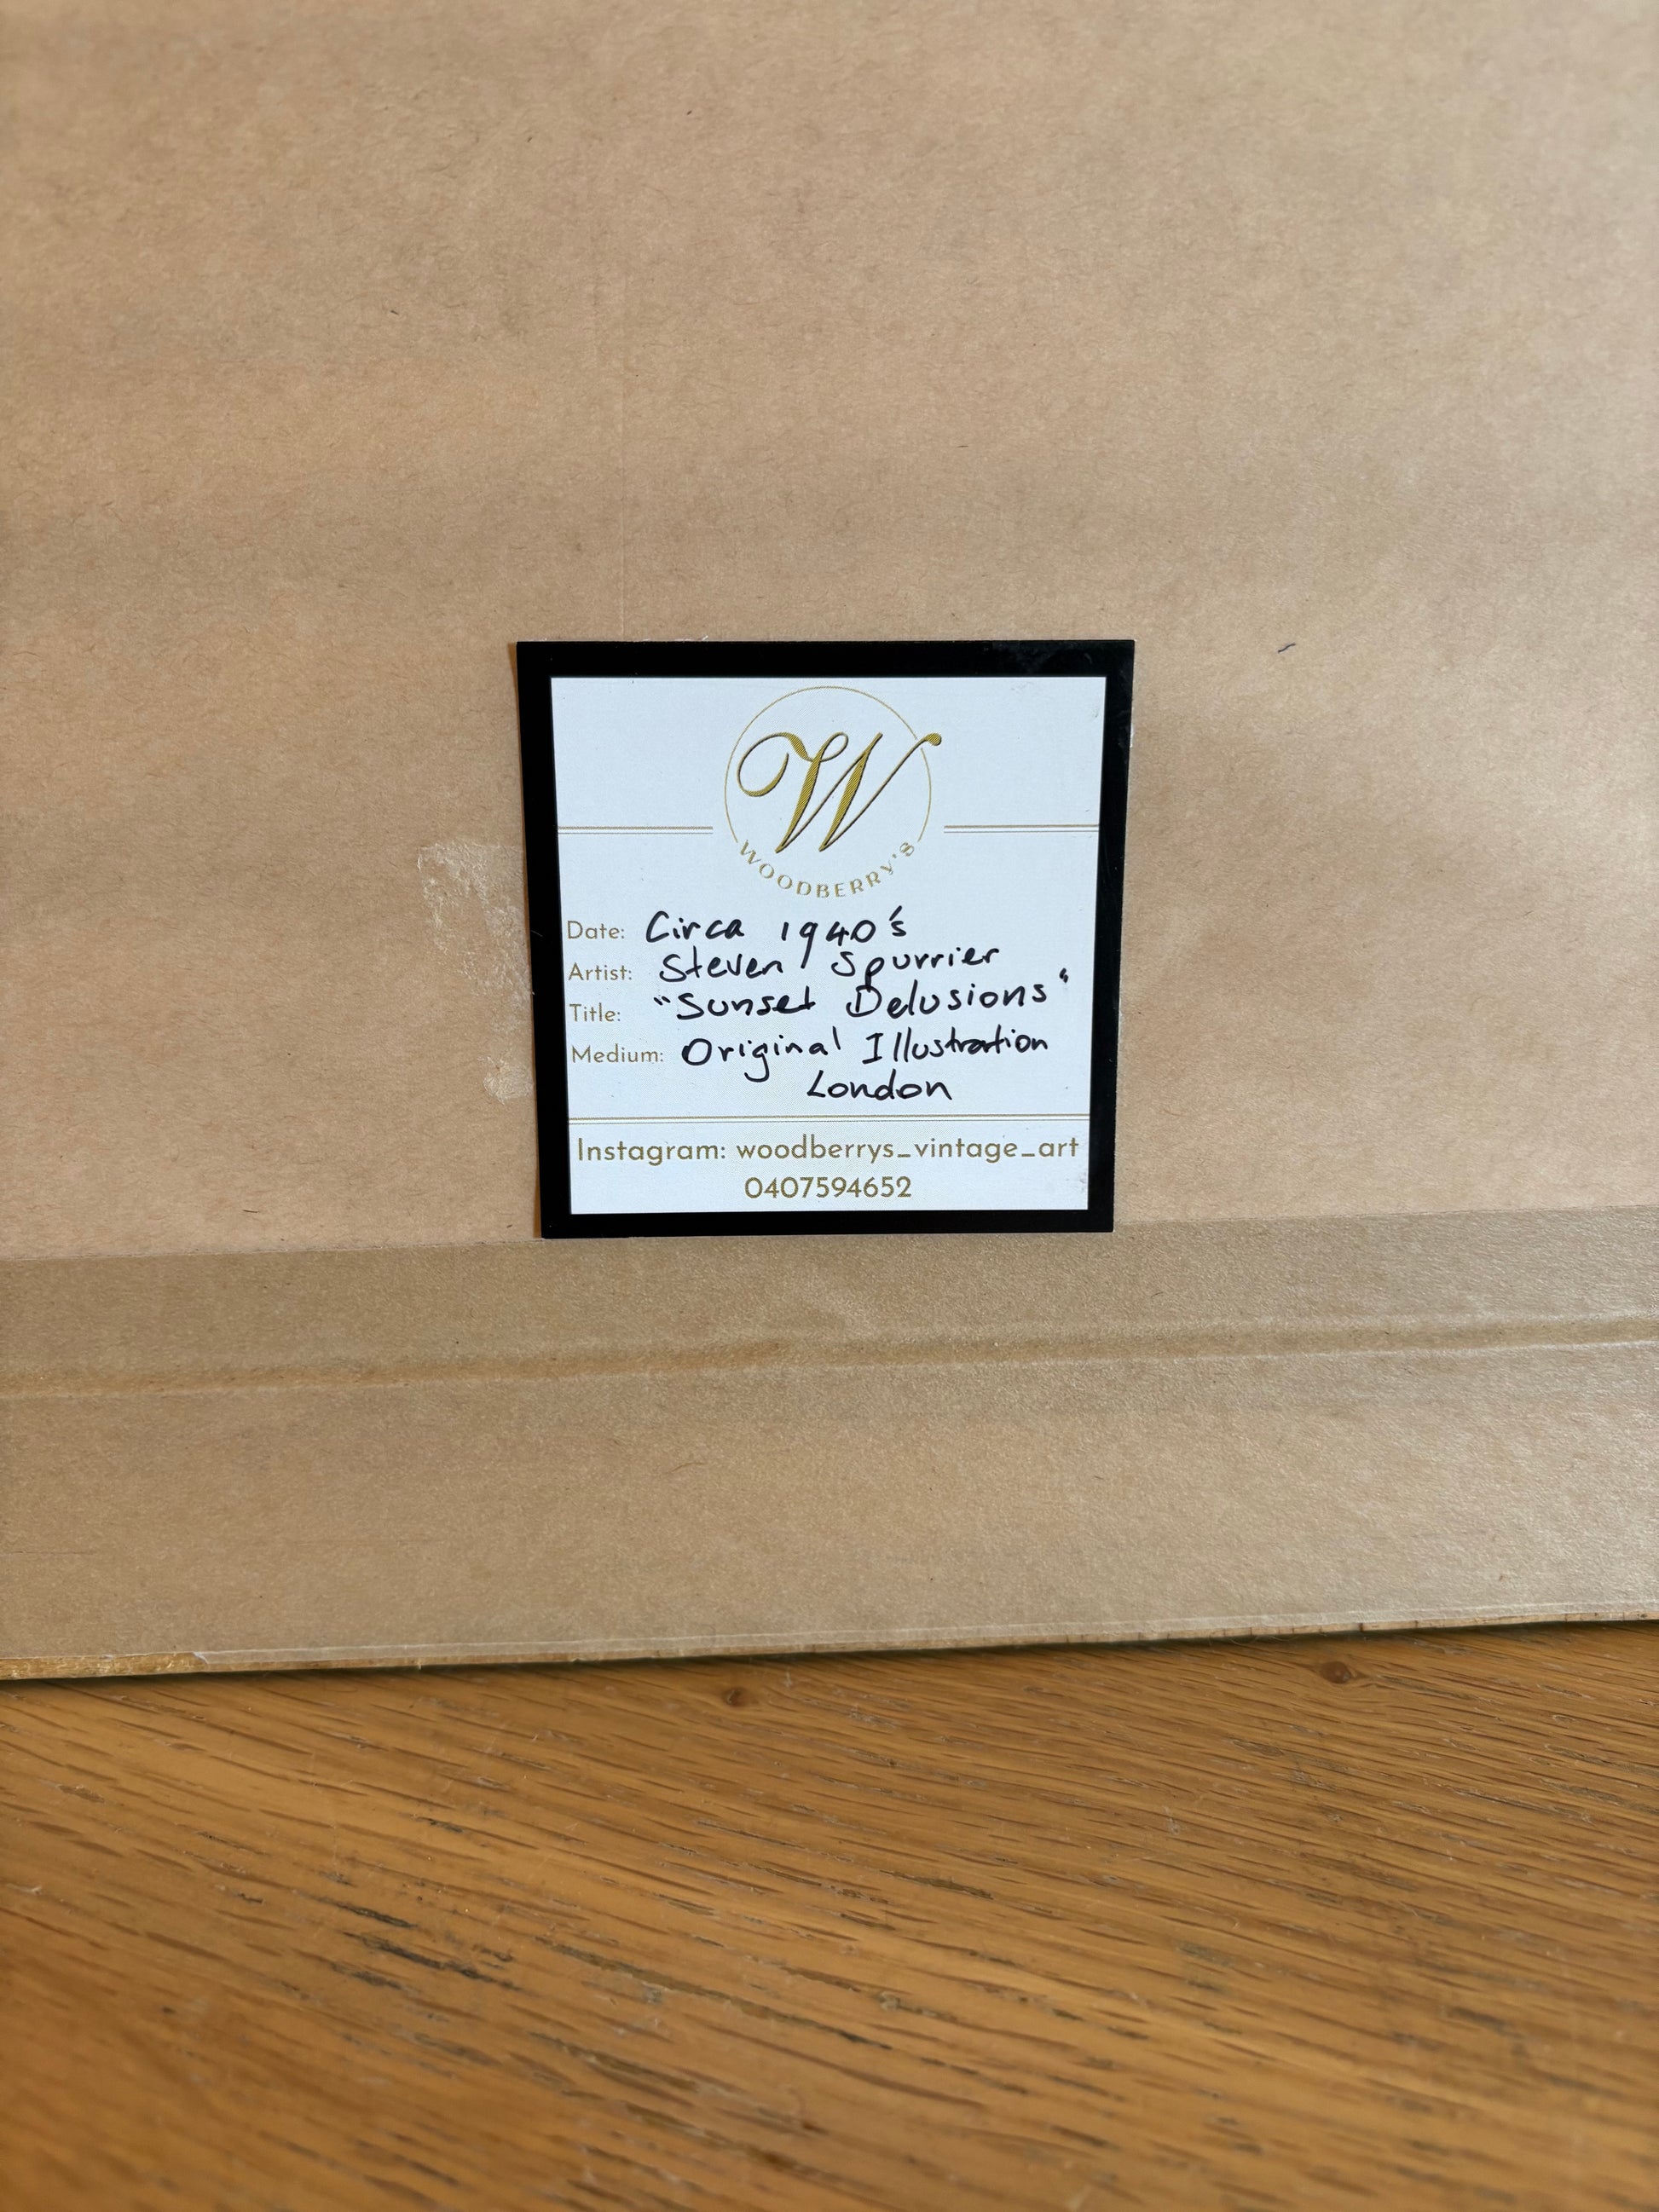 W
WOODBERRY'S
Date: Circa 1940's
Artist: Steven Spurrier
Title: "Sunset Delusions"
Medium: Original Illustration
London
Instagram: woodberrys_vintage_art
0407594652